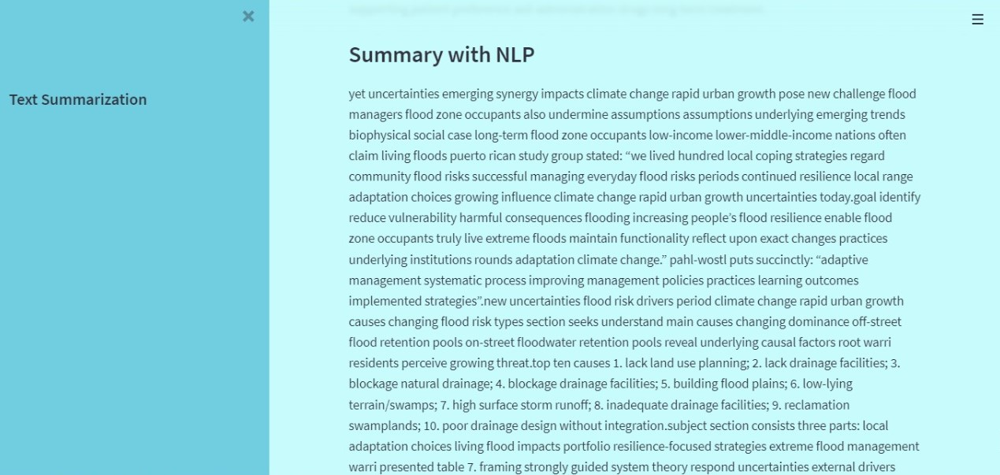 Text Summarization
Summary with NLP
yet uncertainties emerging synergy impacts climate change rapid urban growth pose new challenge flood
managers flood zone occupants also undermine assumptions assumptions underlying emerging trends
biophysical social case long-term flood zone occupants low-income lower-middle-income nations often
claim living floods puerto rican study group stated: “we lived hundred local coping strategies regard
community flood risks successful managing everyday flood risks periods continued resilience local range
adaptation choices growing influence climate change rapid urban growth uncertainties today.goal identify
reduce vulnerability harmful consequences flooding increasing people’s flood resilience enable flood
zone occupants truly live extreme floods maintain functionality reflect upon exact changes practices
underlying institutions rounds adaptation climate change.” pahl-wostl puts succinctly: “adaptive
management systematic process improving management policies practices learning outcomes
implemented strategies”.new uncertainties flood risk drivers period climate change rapid urban growth
causes changing flood risk types section seeks understand main causes changing dominance off-street
flood retention pools on-street floodwater retention pools reveal underlying causal factors root warri
residents perceive growing threat.top ten causes 1. lack land use planning; 2. lack drainage facilities; 3.
blockage natural drainage; 4. blockage drainage facilities; 5. building flood plains; 6. low-lying
terrain/swamps; 7. high surface storm runoff; 8. inadequate drainage facilities; 9. reclamation
swamplands; 10. poor drainage design without integration.subject section consists three parts: local
adaptation choices living flood impacts portfolio resilience-focused strategies extreme flood management
warri presented table 7. framing strongly guided system theory respond uncertainties external drivers